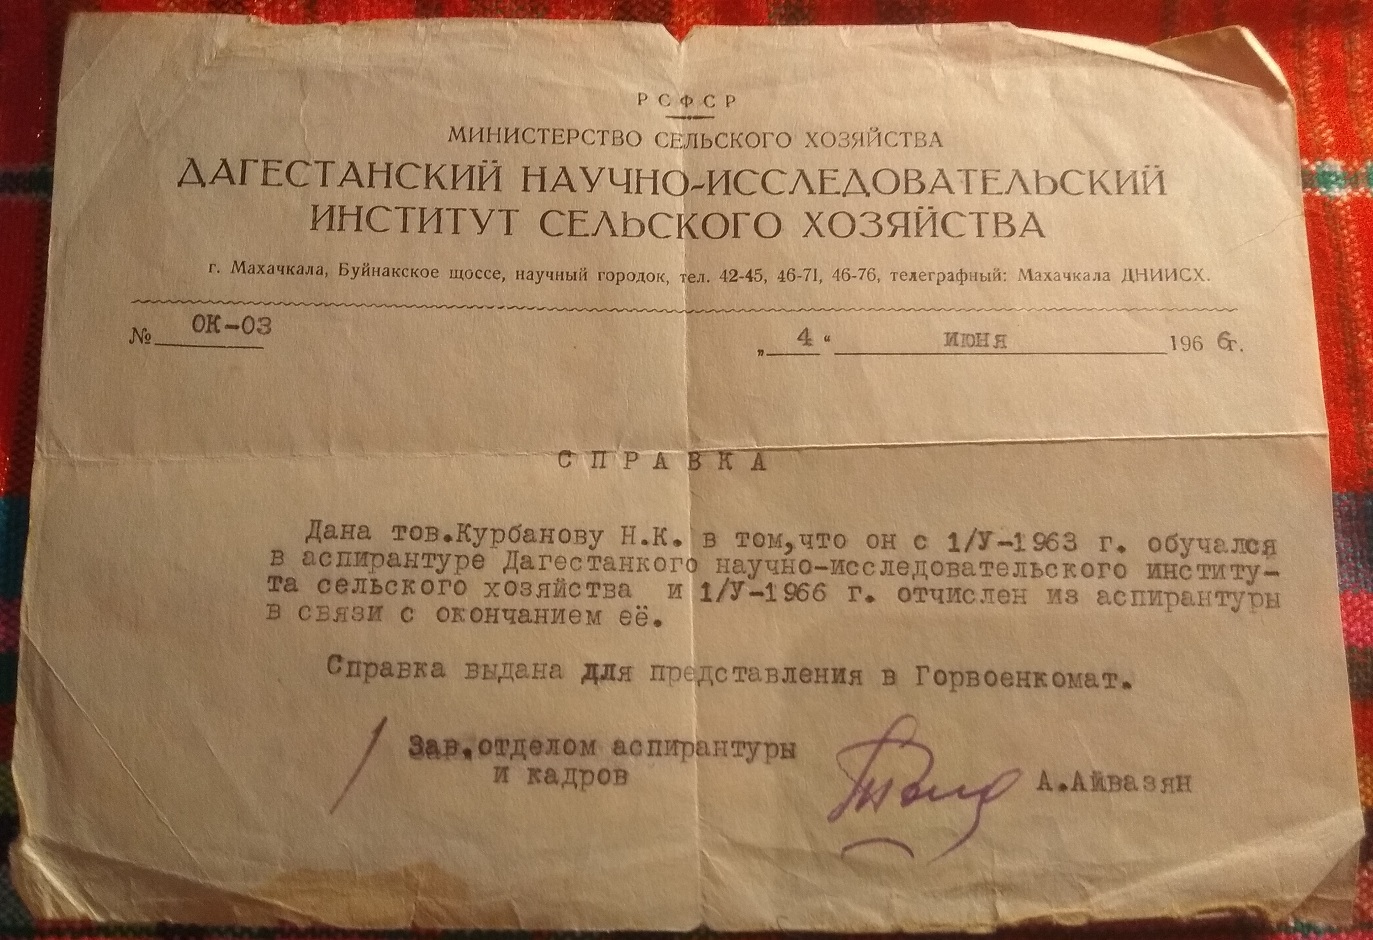 РСФСР
МИНИСТЕРСТВО СЕЛЬСКОГО ХОЗЯЙСТВА
ДАГЕСТАНСКИЙ НАУЧНО-ИССЛЕДОВАТЕЛЬСКИЙ
ИНСТИТУТ СЕЛЬСКОГО ХОЗЯЙСТВА
г. Махачкала, Буйнакское щоссе, научный городок, тел. 42-45, 46-71, 46-76, телеграфный: Махачкала ДНИИСХ.
№ ОК-03 „ 4 “ июня 196 6г.
СПРАВКА
Дана тов.Курбанову Н.К. в том,что он с 1/У-1963 г. обучался
в аспирантуре Дагестанкого научно-исследовательского институ-
та сельского хозяйства и 1/У-1966 г. отчислен из аспирантуры
в связи с окончанием её.
Справка выдана для представления в Горвоенкомат.
Зав.отделом аспирантуры
и кадров А.Айвазян